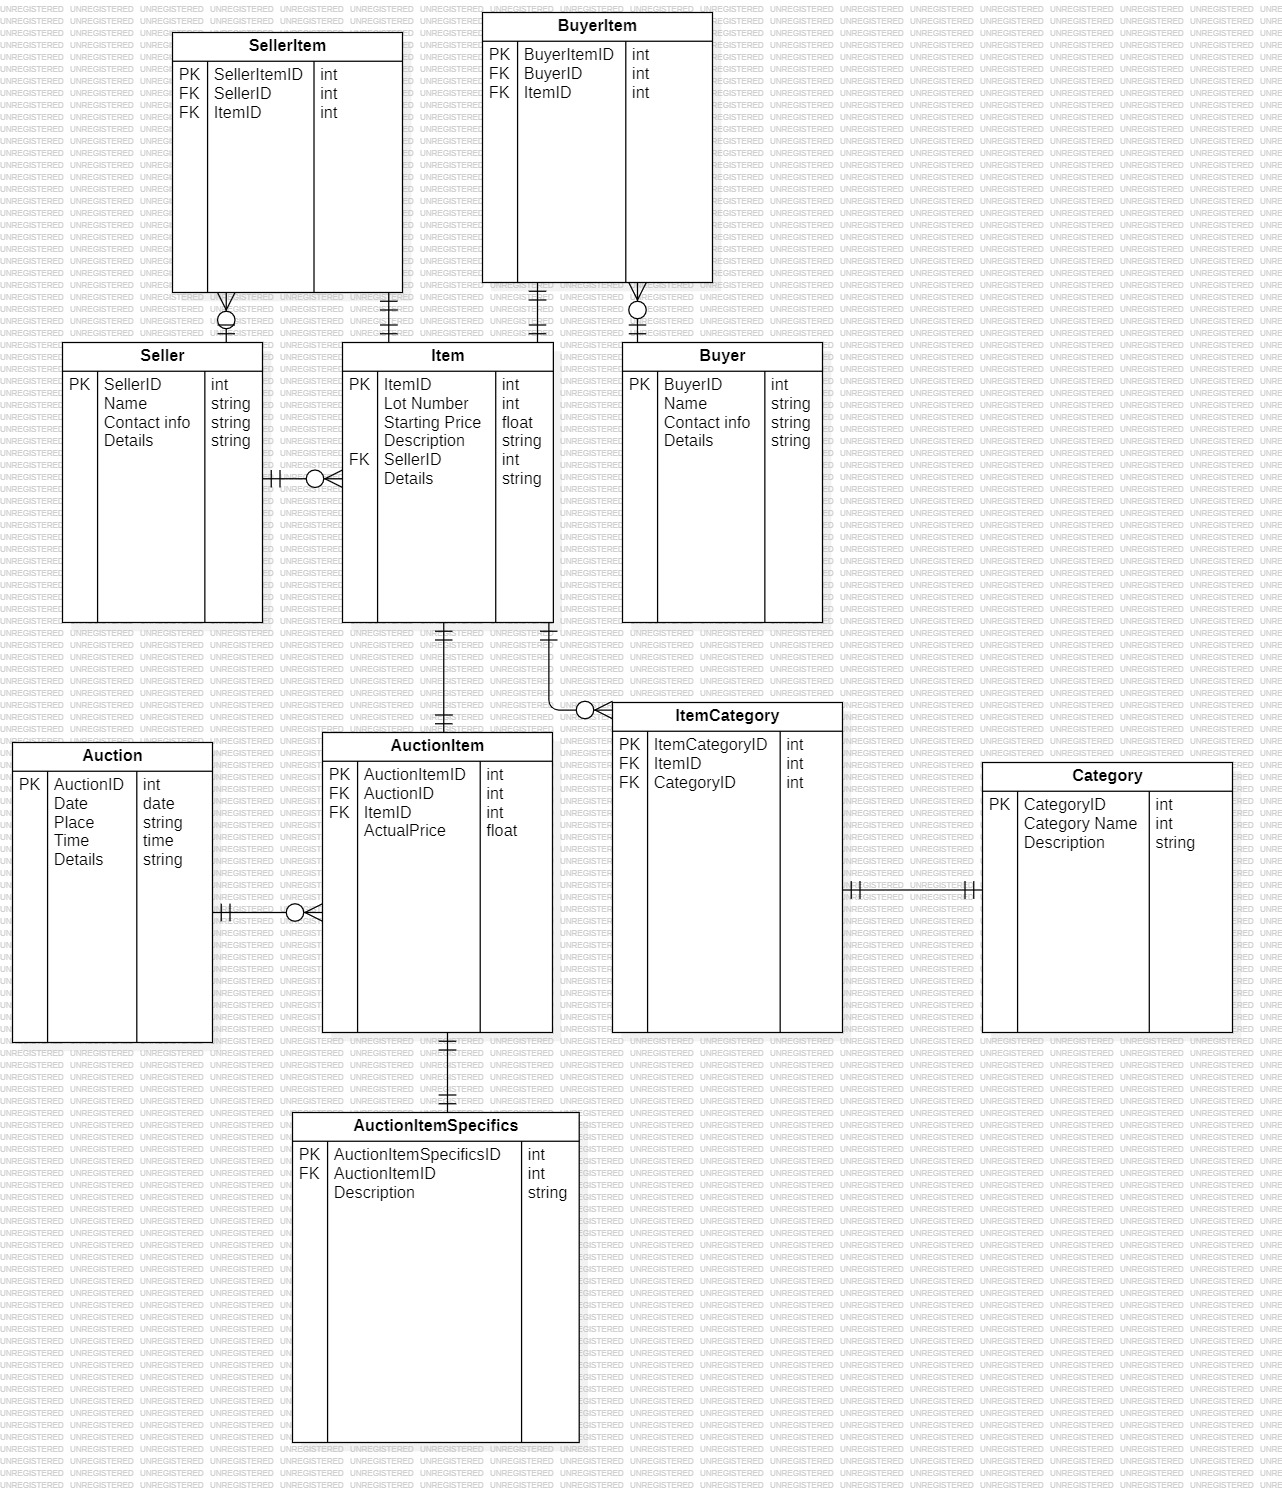 SellerItem
PK SellerItemID int
FK SellerID int
FK ItemID int
BuyerItem
PK BuyerItemID int
FK BuyerID int
FK ItemID int
Seller
PK SellerID int
Name string
Contact info string
Details string
Item
PK ItemID int
Lot Number int
Starting Price float
Description string
FK SellerID int
Details string
Buyer
PK BuyerID int
Name string
Contact info string
Details string
Auction
PK AuctionID int
Date date
Place string
Time time
Details string
AuctionItem
PK AuctionItemID int
FK AuctionID int
FK ItemID int
ActualPrice float
ItemCategory
PK ItemCategoryID int
FK ItemID int
FK CategoryID int
Category
PK CategoryID int
Category Name int
Description string
AuctionItemSpecifics
PK AuctionItemSpecificsID int
FK AuctionItemID int
Description string
UNREGISTERED